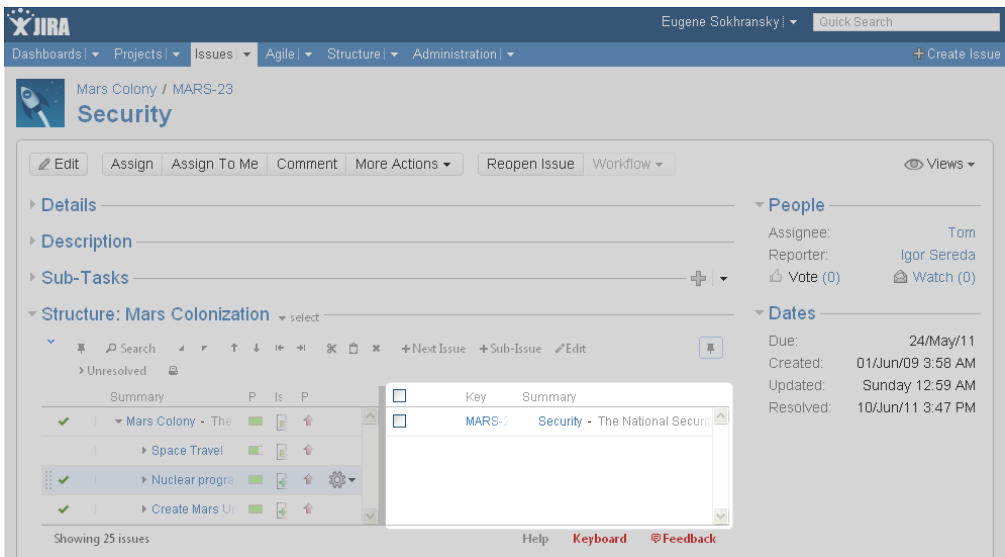 JIRA
Eugene Sokhransky
Quick Search
Dashboards Projects Issues Agile Structure Administration
+ Create Issue
Mars Colony / MARS-23
Security
Edit Assign Assign To Me Comment More Actions Reopen Issue Workflow
Views
Details
Description
Sub-Tasks
Structure: Mars Colonization select
Search +Next Issue +Sub-Issue Edit
Unresolved
Summary P Is P
Mars Colony - The
Space Travel
Nuclear progra
Create Mars U
Showing 25 issues
Key Summary
MARS-2 Security - The National Securit
Help Keyboard Feedback
People
Assignee: Tom
Reporter: Igor Sereda
Vote (0) Watch (0)
Dates
Due: 24/May/11
Created: 01/Jun/09 3:58 AM
Updated: Sunday 12:59 AM
Resolved: 10/Jun/11 3:47 PM